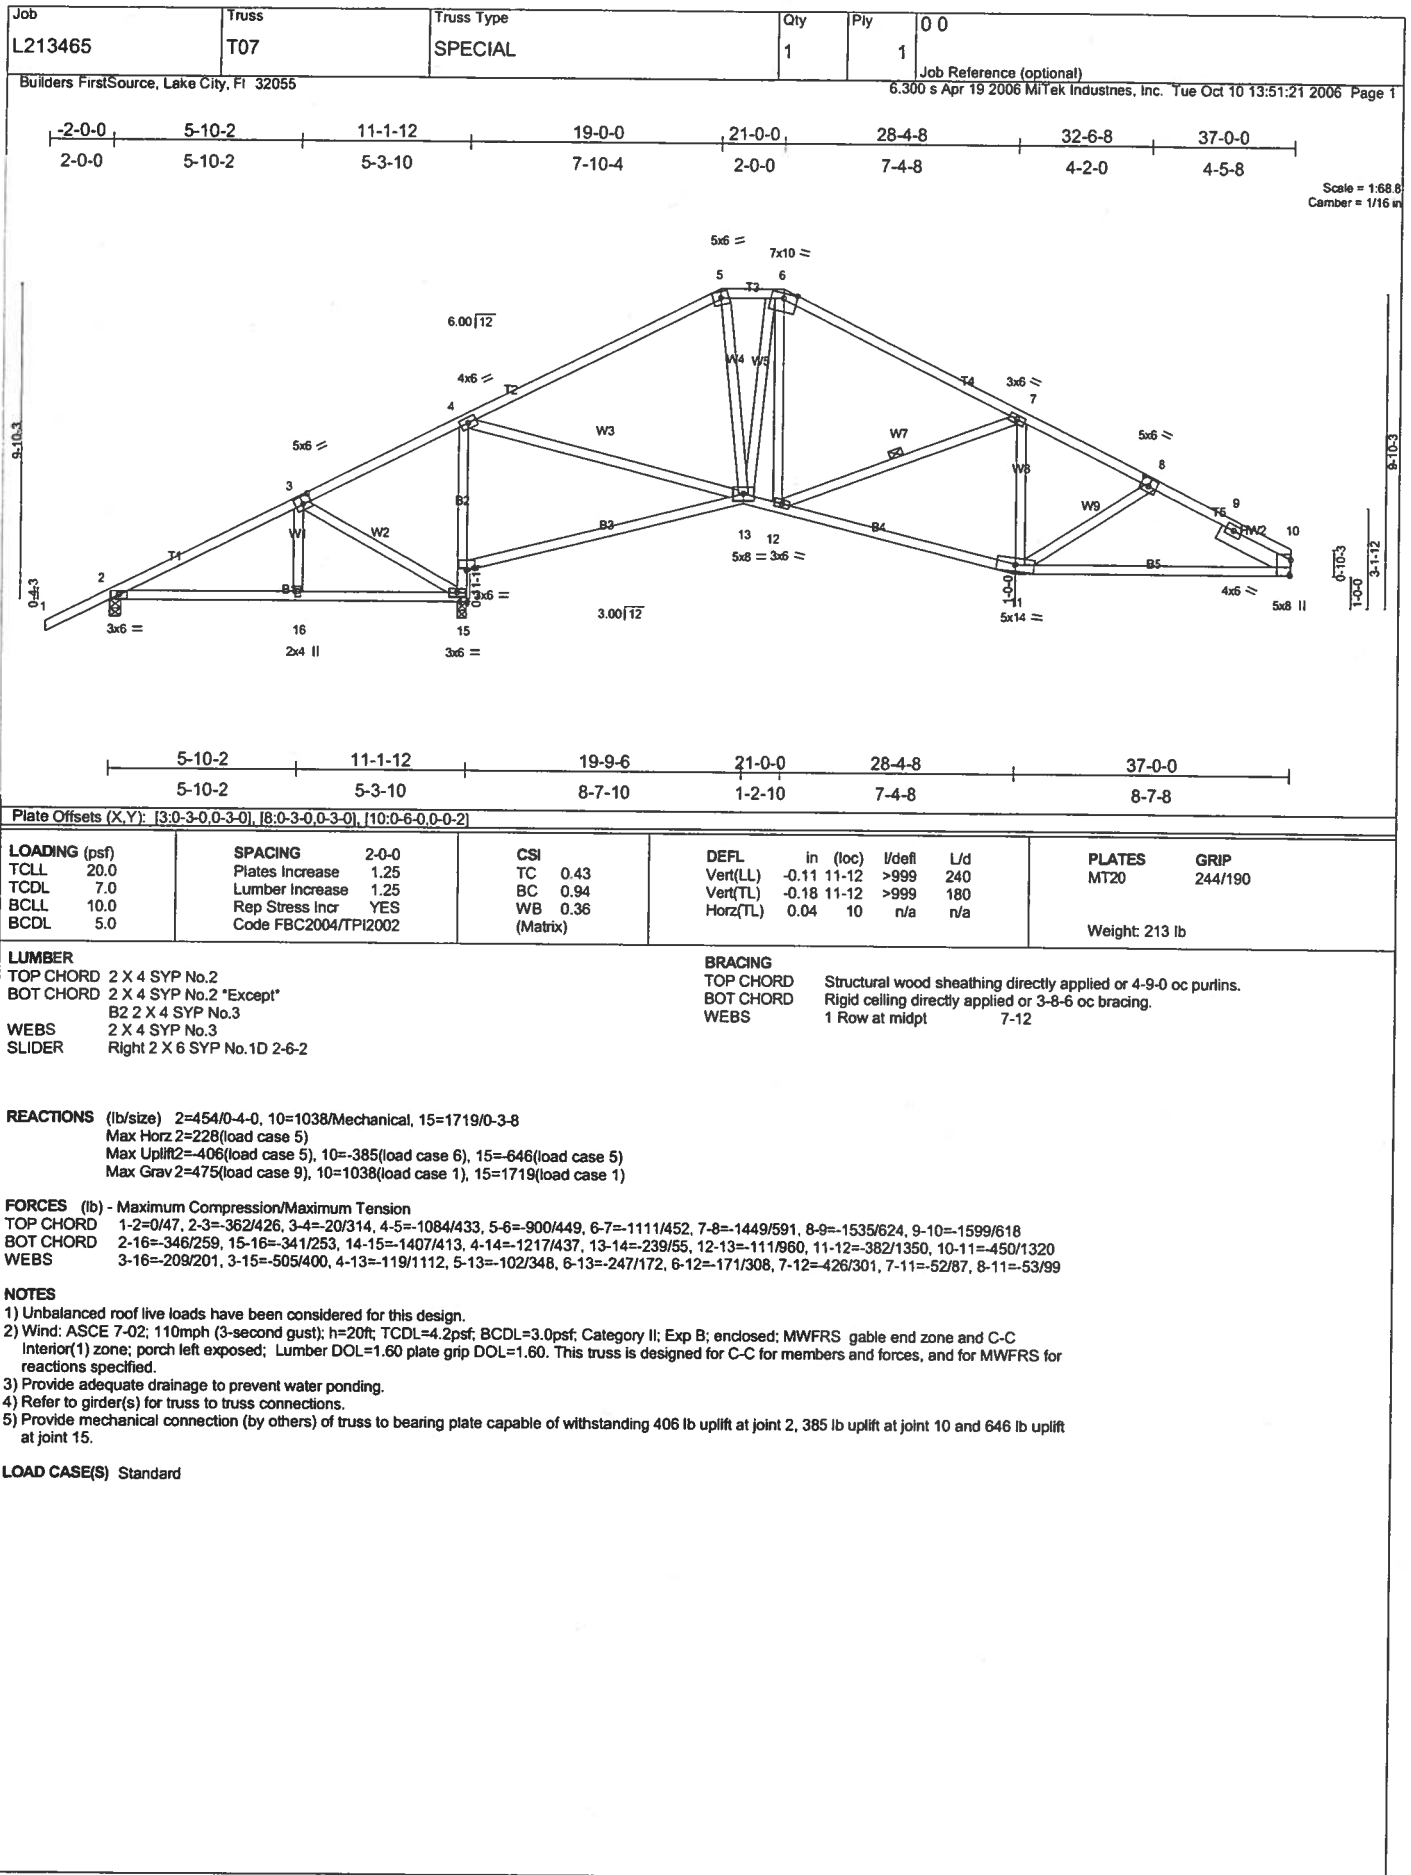 Job
Truss
Truss Type
Qty
Ply
0 0
L213465
T07
SPECIAL
1
1
Job Reference (optional)
Builders FirstSource, Lake City, Fl 32055
6.300 s Apr 19 2006 MiTek Industries, Inc. Tue Oct 10 13:51:21 2006 Page 1
-2-0-0 5-10-2 11-1-12 19-0-0 21-0-0 28-4-8 32-6-8 37-0-0
2-0-0 5-10-2 5-3-10 7-10-4 2-0-0 7-4-8 4-2-0 4-5-8
Scale = 1:68.8
Camber = 1/16 in
5x6 =
7x10 =
5 6
T3
6.00 12
W4 W5
4x6 =
T2
T4
3x6 =
4
7
9-10-3
9-10-3
W3
W7
5x6 =
5x6 =
8
3
B2
W8
W9
9
T5
HW2
10
W1
W2
B3
B4
13 12
5x8 = 3x6 =
T1
2
B5
0-10-3
3-1-12
1-0-0
0-4-3
1
3x6 =
1-0-0
11
5x14 =
4x6 =
5x8 II
3x6 =
16
15
3.00 12
2x4 II
3x6 =
5-10-2 11-1-12 19-9-6 21-0-0 28-4-8 37-0-0
5-10-2 5-3-10 8-7-10 1-2-10 7-4-8 8-7-8
Plate Offsets (X,Y): [3:0-3-0,0-3-0], [8:0-3-0,0-3-0], [10:0-6-0,0-0-2]
LOADING (psf)
TCLL 20.0
TCDL 7.0
BCLL 10.0
BCDL 5.0
SPACING 2-0-0
Plates Increase 1.25
Lumber Increase 1.25
Rep Stress Incr YES
Code FBC2004/TPI2002
CSI
TC 0.43
BC 0.94
WB 0.36
(Matrix)
DEFL in (loc) l/defl L/d
Vert(LL) -0.11 11-12 >999 240
Vert(TL) -0.18 11-12 >999 180
Horz(TL) 0.04 10 n/a n/a
PLATES GRIP
MT20 244/190
Weight: 213 lb
LUMBER
TOP CHORD 2 X 4 SYP No.2
BOT CHORD 2 X 4 SYP No.2 *Except*
B2 2 X 4 SYP No.3
WEBS 2 X 4 SYP No.3
SLIDER Right 2 X 6 SYP No.1D 2-6-2
BRACING
TOP CHORD Structural wood sheathing directly applied or 4-9-0 oc purlins.
BOT CHORD Rigid ceiling directly applied or 3-8-6 oc bracing.
WEBS 1 Row at midpt 7-12
REACTIONS (lb/size) 2=454/0-4-0, 10=1038/Mechanical, 15=1719/0-3-8
Max Horz 2=228(load case 5)
Max Uplift2=-406(load case 5), 10=-385(load case 6), 15=-646(load case 5)
Max Grav 2=475(load case 9), 10=1038(load case 1), 15=1719(load case 1)
FORCES (lb) - Maximum Compression/Maximum Tension
TOP CHORD 1-2=0/47, 2-3=-362/426, 3-4=-20/314, 4-5=-1084/433, 5-6=-900/449, 6-7=-1111/452, 7-8=-1449/591, 8-9=-1535/624, 9-10=-1599/618
BOT CHORD 2-16=-346/259, 15-16=-341/253, 14-15=-1407/413, 4-14=-1217/437, 13-14=-239/55, 12-13=-111/960, 11-12=-382/1350, 10-11=-450/1320
WEBS 3-16=-209/201, 3-15=-505/400, 4-13=-119/1112, 5-13=-102/348, 6-13=-247/172, 6-12=-171/308, 7-12=-426/301, 7-11=-52/87, 8-11=-53/99
NOTES
1) Unbalanced roof live loads have been considered for this design.
2) Wind: ASCE 7-02; 110mph (3-second gust); h=20ft; TCDL=4.2psf; BCDL=3.0psf; Category II; Exp B; enclosed; MWFRS gable end zone and C-C
Interior(1) zone; porch left exposed; Lumber DOL=1.60 plate grip DOL=1.60. This truss is designed for C-C for members and forces, and for MWFRS for
reactions specified.
3) Provide adequate drainage to prevent water ponding.
4) Refer to girder(s) for truss to truss connections.
5) Provide mechanical connection (by others) of truss to bearing plate capable of withstanding 406 lb uplift at joint 2, 385 lb uplift at joint 10 and 646 lb uplift
at joint 15.
LOAD CASE(S) Standard